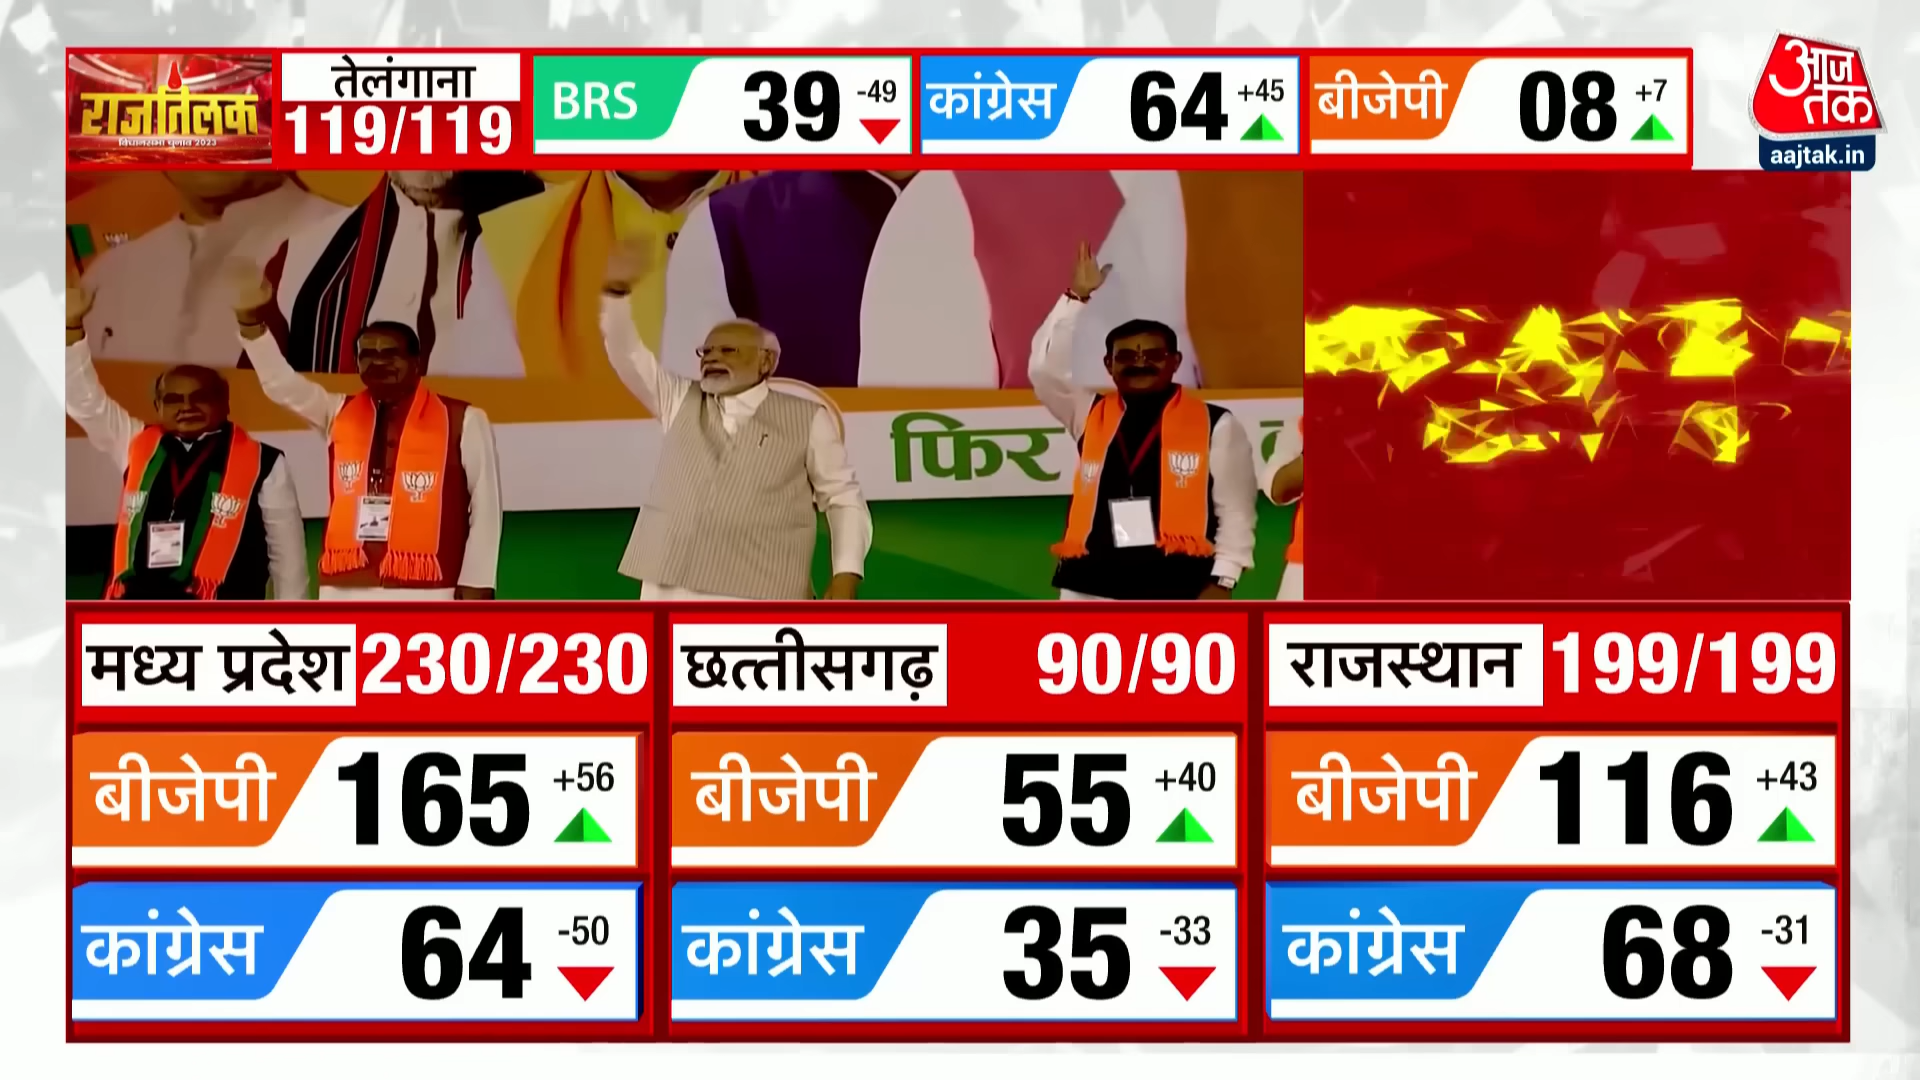 राजतिलक
विधानसभा चुनाव 2023
तेलंगाना
119/119
BRS 39 -49
कांग्रेस 64 +45
बीजेपी 08 +7
आज तक
aajtak.in
फिर
मध्य प्रदेश 230/230
बीजेपी 165 +56
कांग्रेस 64 -50
छत्तीसगढ़ 90/90
बीजेपी 55 +40
कांग्रेस 35 -33
राजस्थान 199/199
बीजेपी 116 +43
कांग्रेस 68 -31